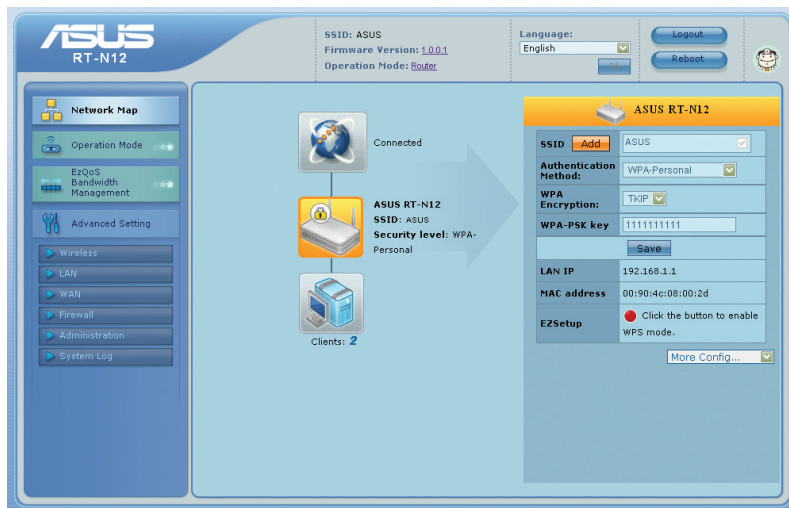 ASUS
RT-N12
SSID: ASUS
Firmware Version: 1.0.0.1
Operation Mode: Router
Language:
English
Logout
Reboot
Network Map
Operation Mode
EzQoS
Bandwidth
Management
Advanced Setting
Wireless
LAN
WAN
Firewall
Administration
System Log
Connected
ASUS RT-N12
SSID: ASUS
Security level: WPA-
Personal
Clients: 2
ASUS RT-N12
SSID Add ASUS
Authentication
Method: WPA-Personal
WPA
Encryption: TKIP
WPA-PSK key 1111111111
Save
LAN IP 192.168.1.1
MAC address 00:90:4c:08:00:2d
EZSetup Click the button to enable
WPS mode.
More Config...